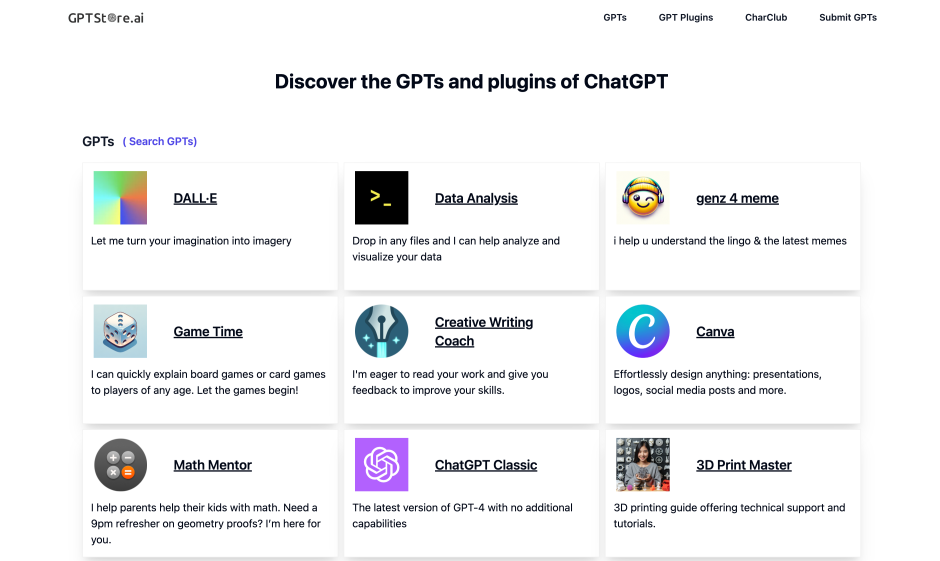 GPTStore.ai
GPTs
GPT Plugins
CharClub
Submit GPTs
Discover the GPTs and plugins of ChatGPT
GPTs ( Search GPTs)
DALL·E
Let me turn your imagination into imagery
>_
Data Analysis
Drop in any files and I can help analyze and
visualize your data
genz 4 meme
i help u understand the lingo & the latest memes
Game Time
I can quickly explain board games or card games
to players of any age. Let the games begin!
Creative Writing
Coach
I'm eager to read your work and give you
feedback to improve your skills.
C
Canva
Effortlessly design anything: presentations,
logos, social media posts and more.
+ −
× =
Math Mentor
I help parents help their kids with math. Need a
9pm refresher on geometry proofs? I’m here for
you.
ChatGPT Classic
The latest version of GPT-4 with no additional
capabilities
3D Print Master
3D printing guide offering technical support and
tutorials.